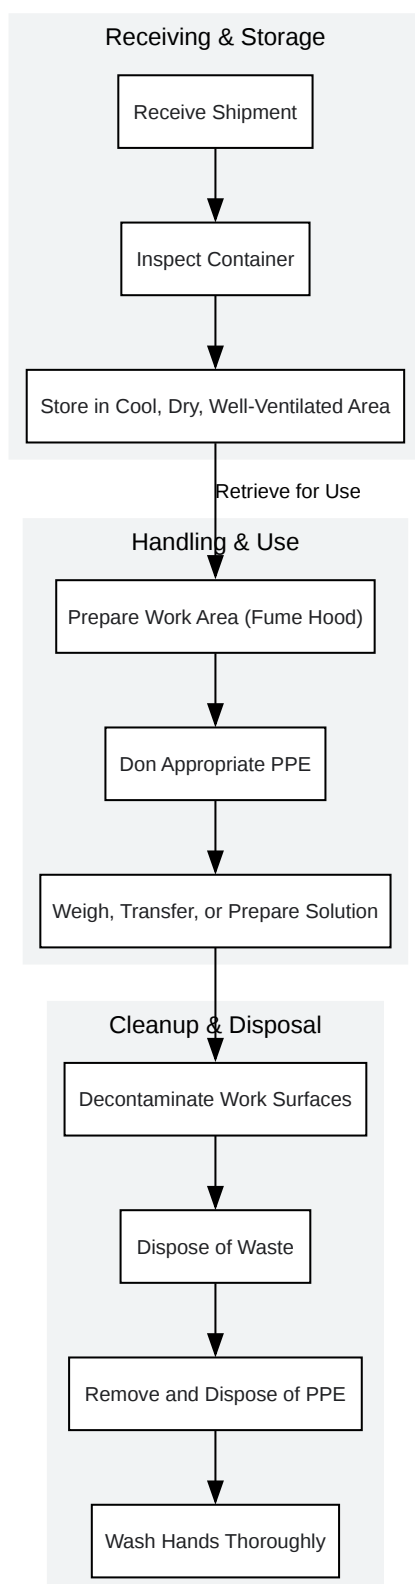 Receiving & Storage
Receive Shipment
Inspect Container
Store in Cool, Dry, Well-Ventilated Area
Retrieve for Use
Handling & Use
Prepare Work Area (Fume Hood)
Don Appropriate PPE
Weigh, Transfer, or Prepare Solution
Cleanup & Disposal
Decontaminate Work Surfaces
Dispose of Waste
Remove and Dispose of PPE
Wash Hands Thoroughly